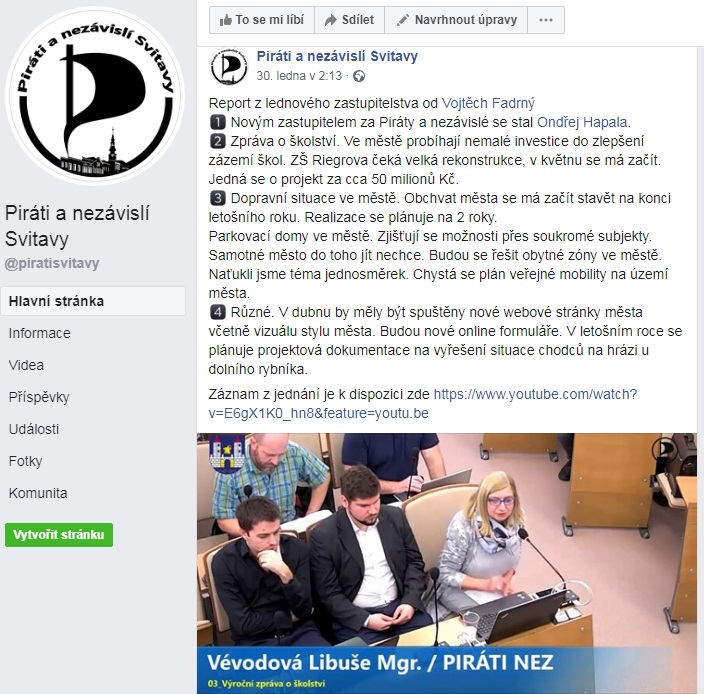 Piráti a nezávislí Svitavy
Piráti a nezávislí
Svitavy
@piratisvitavy
Hlavní stránka
Informace
Videa
Příspěvky
Události
Fotky
Komunita
Vytvořit stránku
To se mi líbí
Sdílet
Navrhnout úpravy
Piráti a nezávislí Svitavy
30. ledna v 2:13 ·
Report z lednového zastupitelstva od Vojtěch Fadrný
1 Novým zastupitelem za Piráty a nezávislé se stal Ondřej Hapala.
2 Zpráva o školství. Ve městě probíhají nemalé investice do zlepšení
zázemí škol. ZŠ Riegrova čeká velká rekonstrukce, v květnu se má začít.
Jedná se o projekt za cca 50 milionů Kč.
3 Dopravní situace ve městě. Obchvat města se má začít stavět na konci
letošního roku. Realizace se plánuje na 2 roky.
Parkovací domy ve městě. Zjišťují se možnosti přes soukromé subjekty.
Samotné město do toho jít nechce. Budou se řešit obytné zóny ve městě.
Naťukli jsme téma jednosměrek. Chystá se plán veřejné mobility na území
města.
4 Různé. V dubnu by měly být spuštěny nové webové stránky města
včetně vizuálu stylu města. Budou nové online formuláře. V letošním roce se
plánuje projektová dokumentace na vyřešení situace chodců na hrázi u
dolního rybníka.
Záznam z jednání je k dispozici zde https://www.youtube.com/watch?
v=E6gX1K0_hn8&feature=youtu.be
Vévodová Libuše Mgr. / PIRÁTI NEZ
03_Výroční zpráva o školství